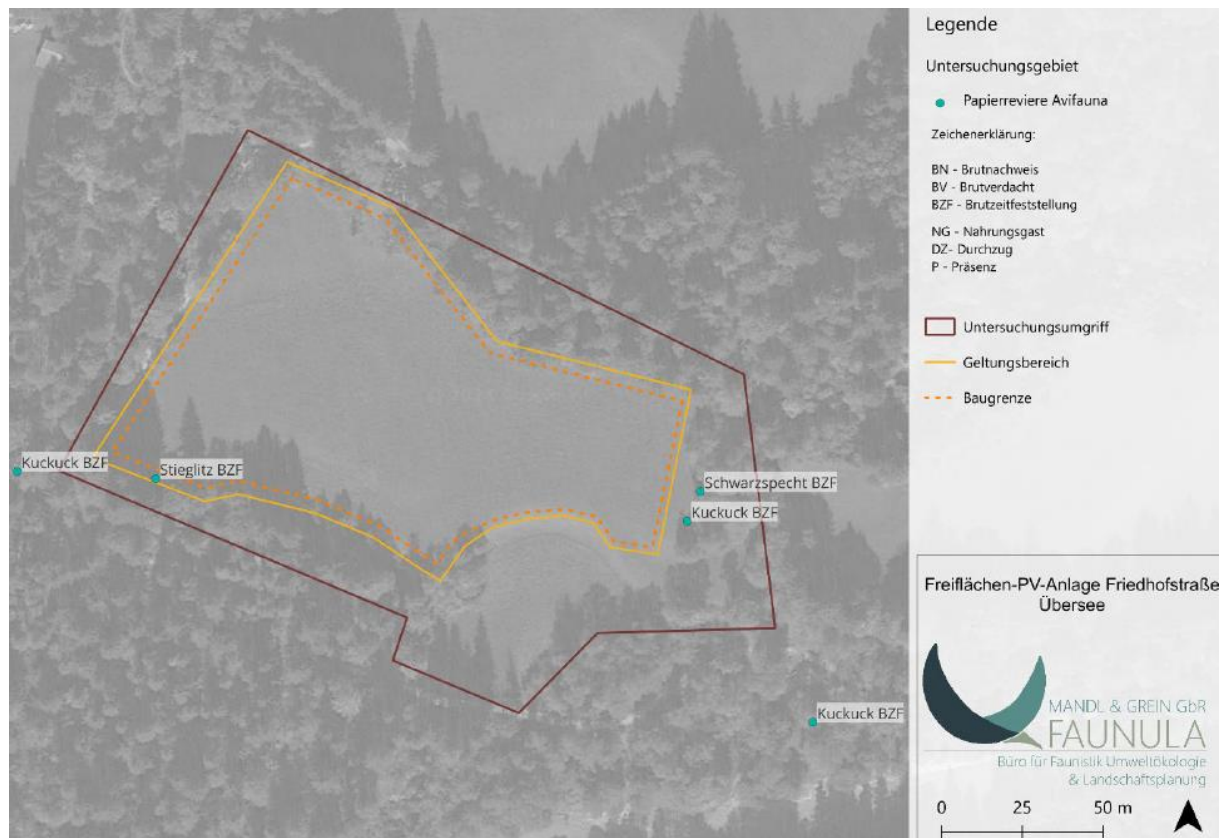 Kuckuck BZF
Stieglitz BZF
Schwarzspecht BZF
Kuckuck BZF
Kuckuck BZF
Legende
Untersuchungsgebiet
Papierreviere Avifauna
Zeichenerklärung:
BN - Brutnachweis
BV - Brutverdacht
BZF - Brutzeitfeststellung
NG - Nahrungsgast
DZ- Durchzug
P - Präsenz
Untersuchungsumgriff
Geltungsbereich
Baugrenze
Freiflächen-PV-Anlage Friedhofstraße
Übersee
MANDL & GREIN GbR
FAUNULA
Büro für Faunistik Umweltökologie
& Landschaftsplanung
0 25 50 m